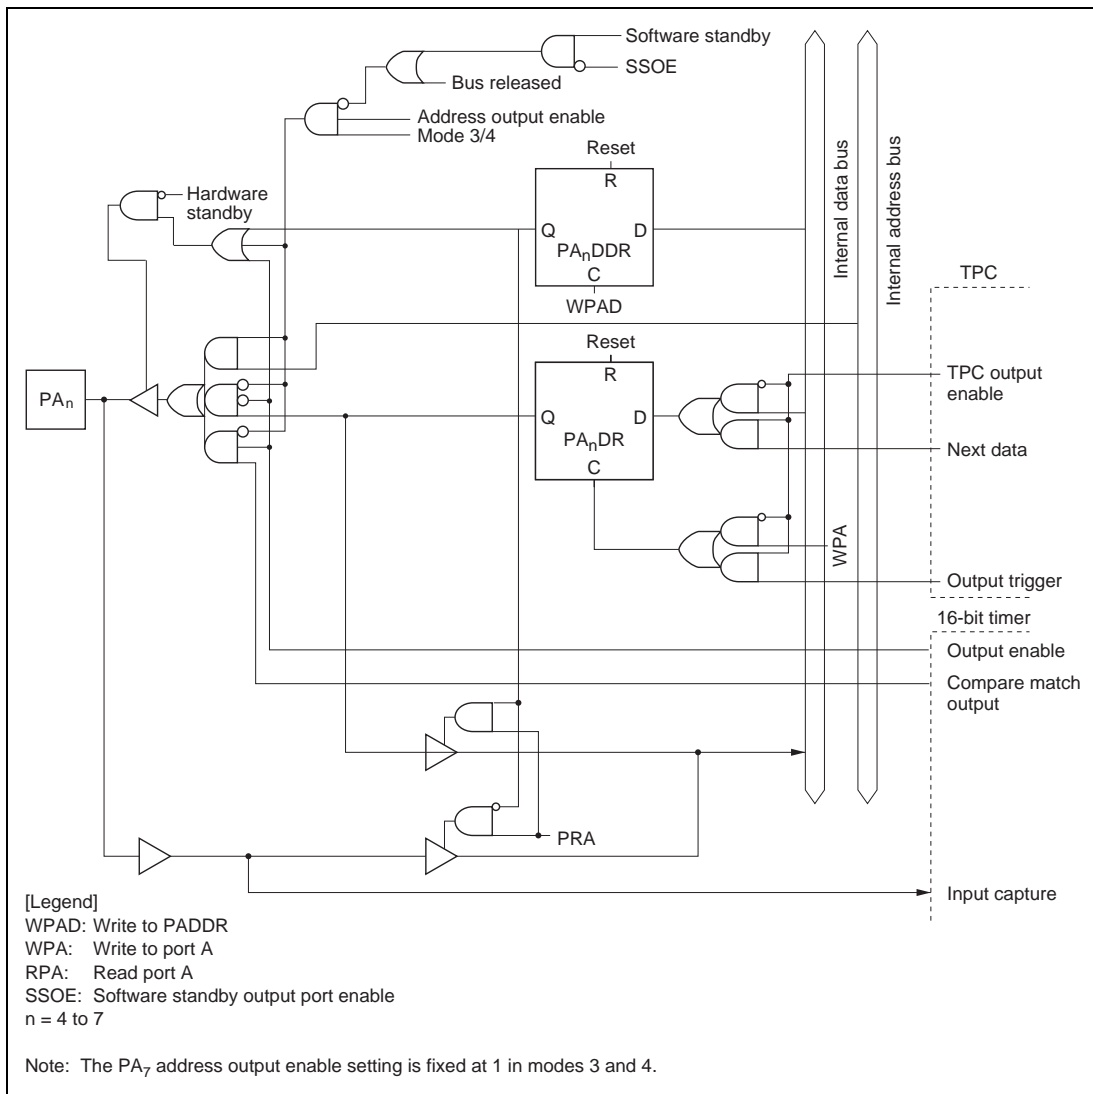 Software standby
SSOE
Bus released
Address output enable
Mode 3/4
Reset
R
Hardware
standby
Q
D
PAnDDR
C
WPAD
Internal data bus
Internal address bus
TPC
Reset
R
TPC output
enable
PAn
Q
D
PAnDR
C
Next data
WPA
Output trigger
16-bit timer
Output enable
Compare match
output
PRA
Input capture
[Legend]
WPAD: Write to PADDR
WPA: Write to port A
RPA: Read port A
SSOE: Software standby output port enable
n = 4 to 7
Note: The PA7 address output enable setting is fixed at 1 in modes 3 and 4.